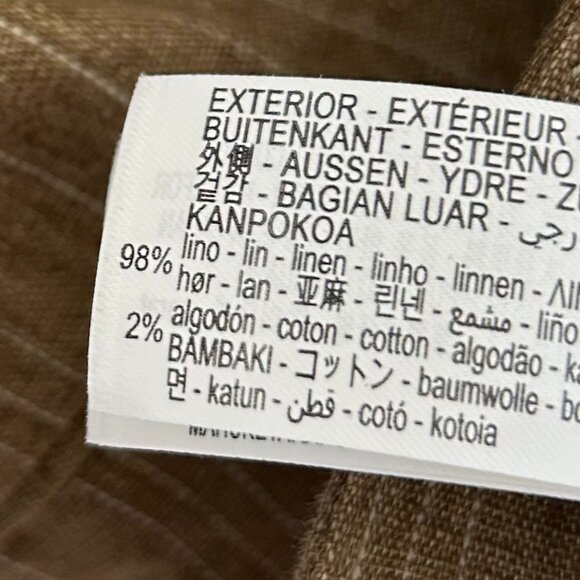 EXTERIOR - EXTÉRIEUR -
BUITENKANT - ESTERNO
外側 - AUSSEN - YDRE -
겉감 - BAGIAN LUAR -
KANPOKOA
98% lino - lin - linen - linho - linnen -
hør - lan - 亜麻 - 린넨 - مشمع - liño
2% algodón - coton - cotton - algodão -
BAMBAKI - コットン - baumwolle -
면 - katun - قطن - cotó - kotoia